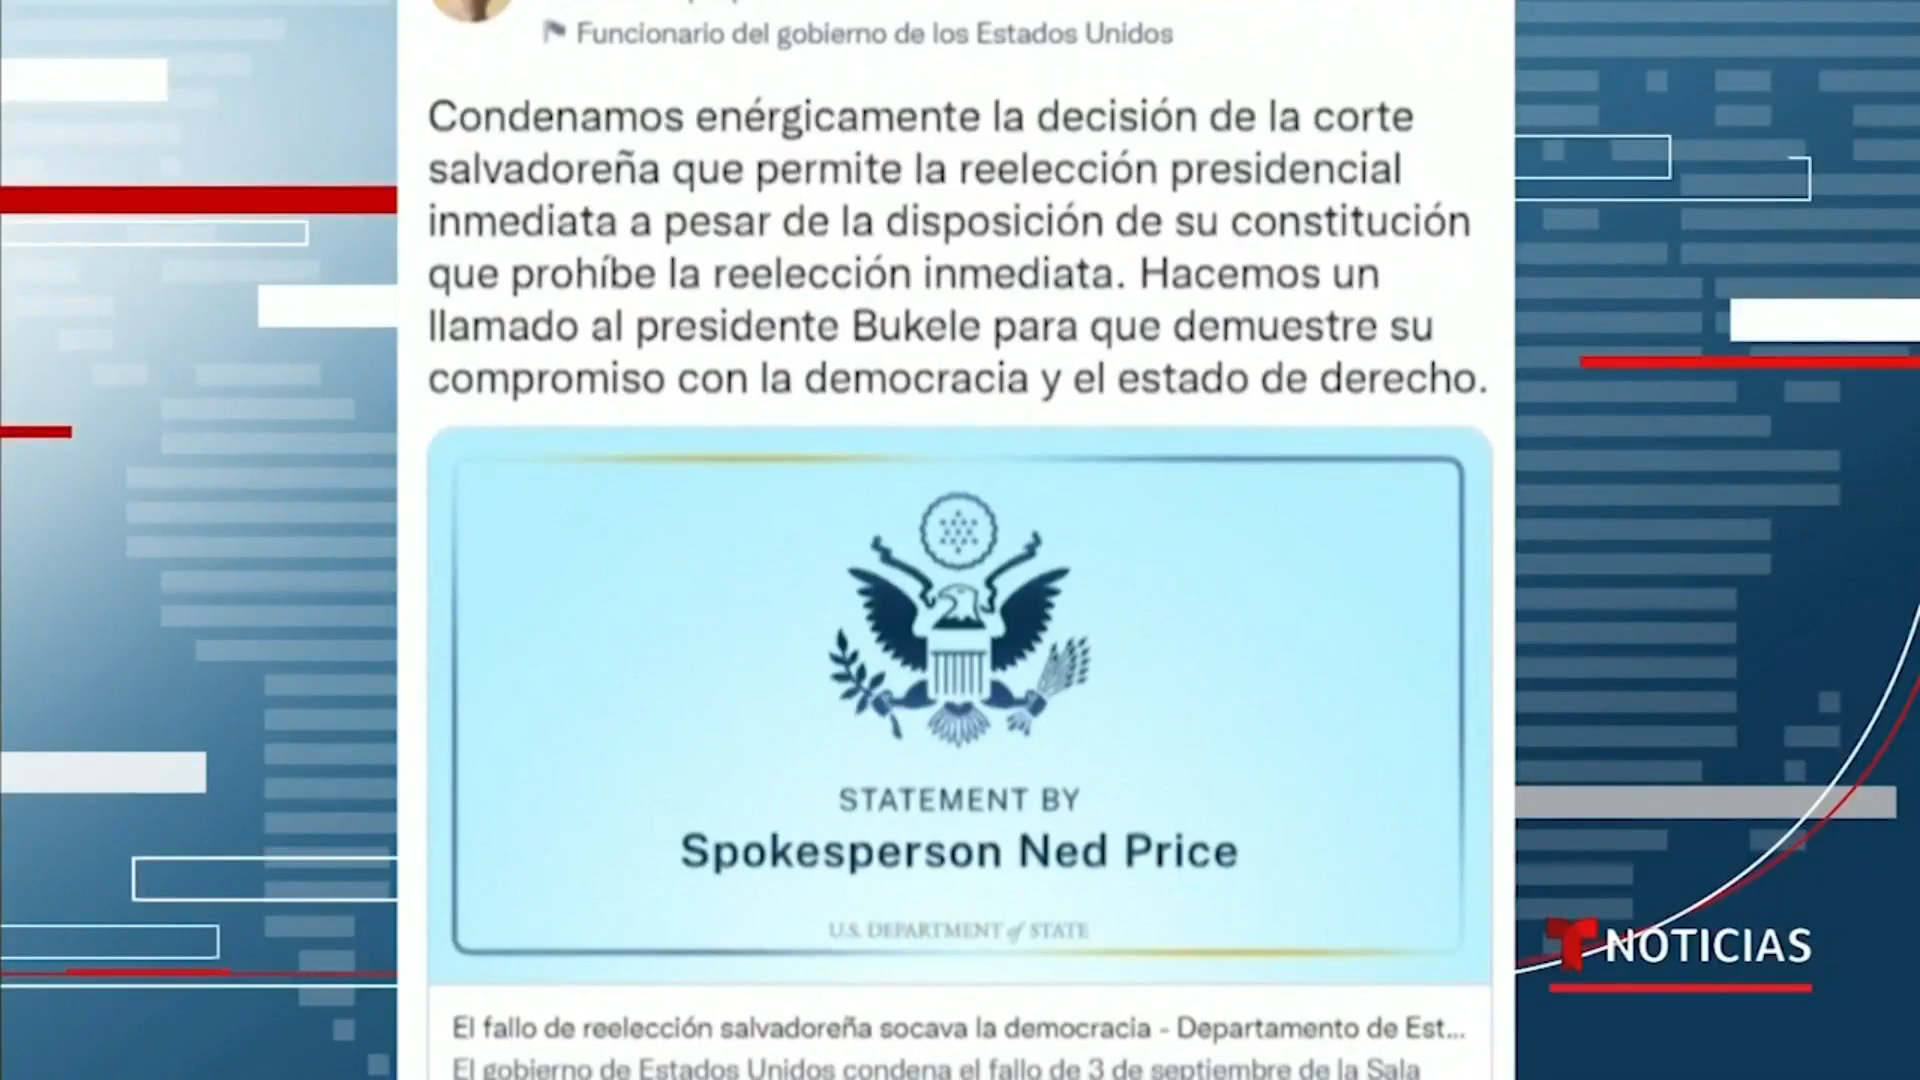 Funcionario del gobierno de los Estados Unidos
Condenamos enérgicamente la decisión de la corte
salvadoreña que permite la reelección presidencial
inmediata a pesar de la disposición de su constitución
que prohíbe la reelección inmediata. Hacemos un
llamado al presidente Bukele para que demuestre su
compromiso con la democracia y el estado de derecho.
STATEMENT BY
Spokesperson Ned Price
U.S. DEPARTMENT of STATE
NOTICIAS
El fallo de reelección salvadoreña socava la democracia - Departamento de Est...
El gobierno de Estados Unidos condena el fallo de 3 de septiembre de la Sala